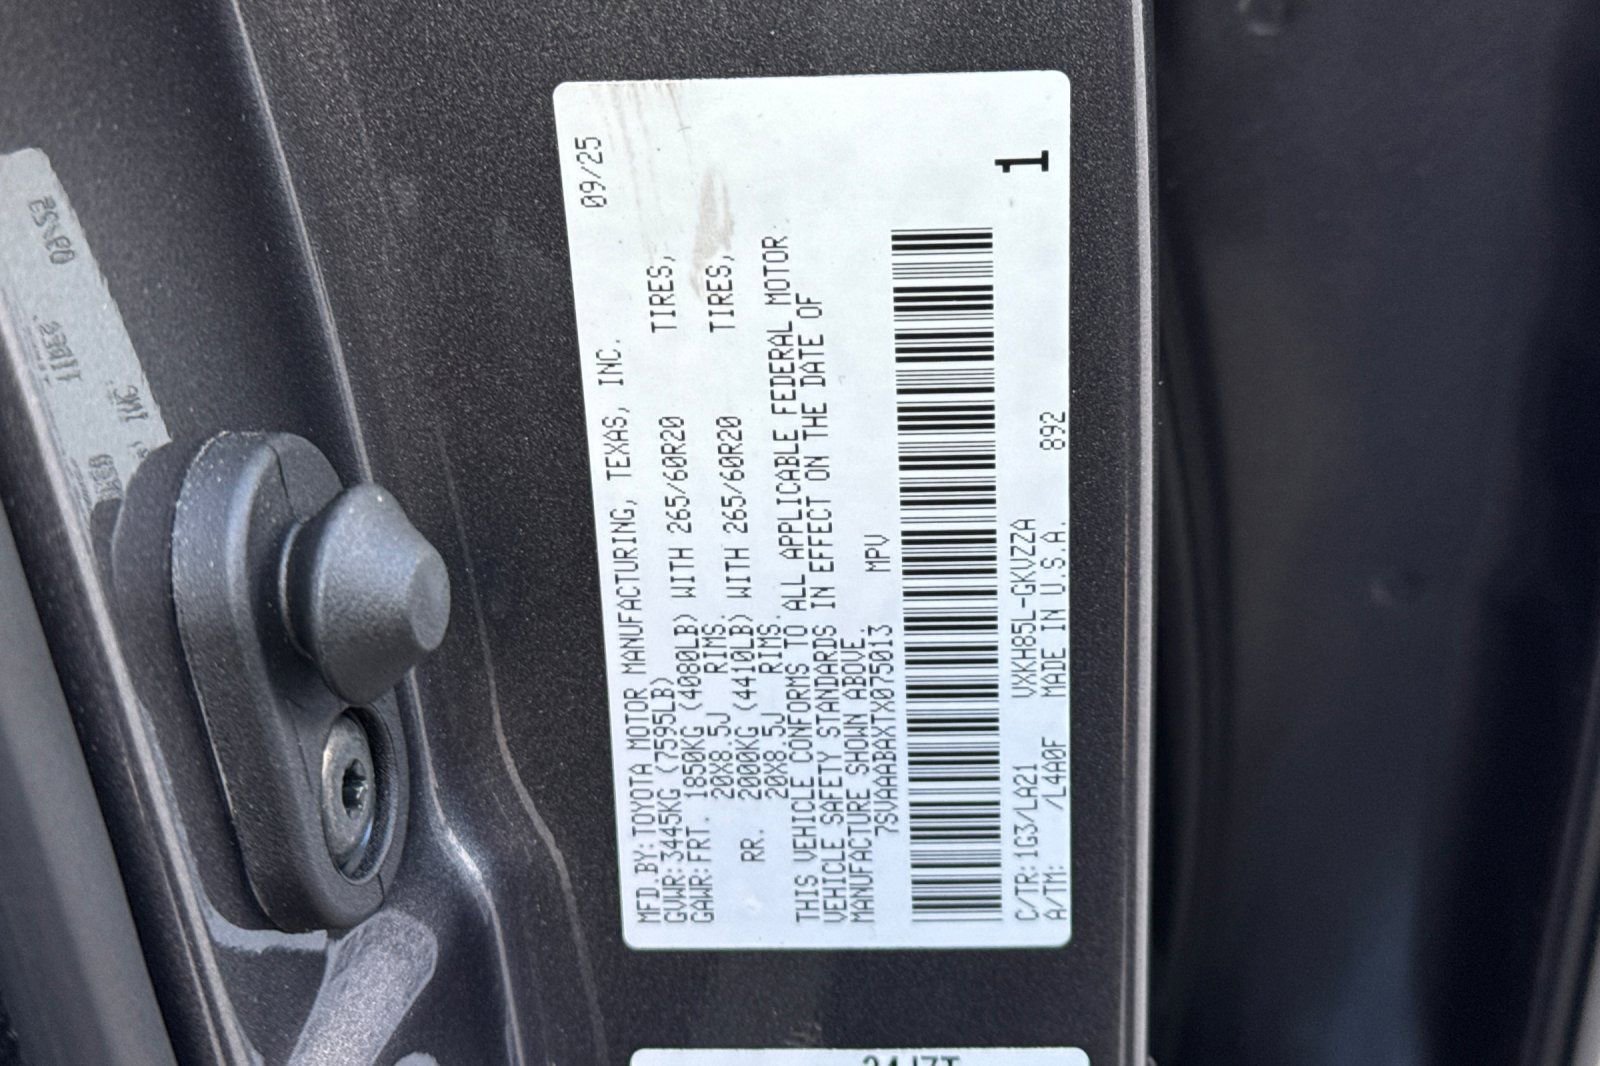 MFD.BY:TOYOTA MOTOR MANUFACTURING, TEXAS, INC. 09/25
GVWR:3445KG (7595LB)
GAWR:FRT. 1850KG (4080LB) WITH 265/60R20 TIRES,
20X8.5J RIMS.
RR. 2000KG (4410LB) WITH 265/60R20 TIRES,
20X8.5J RIMS.
THIS VEHICLE CONFORMS TO ALL APPLICABLE FEDERAL MOTOR
VEHICLE SAFETY STANDARDS IN EFFECT ON THE DATE OF
MANUFACTURE SHOWN ABOVE.
7SVAAABAXTX075013 MPV
1
C/TR:1G3/LA21 VXKH85L-GKVZZA
A/TM: /L4A0F MADE IN U.S.A. 892